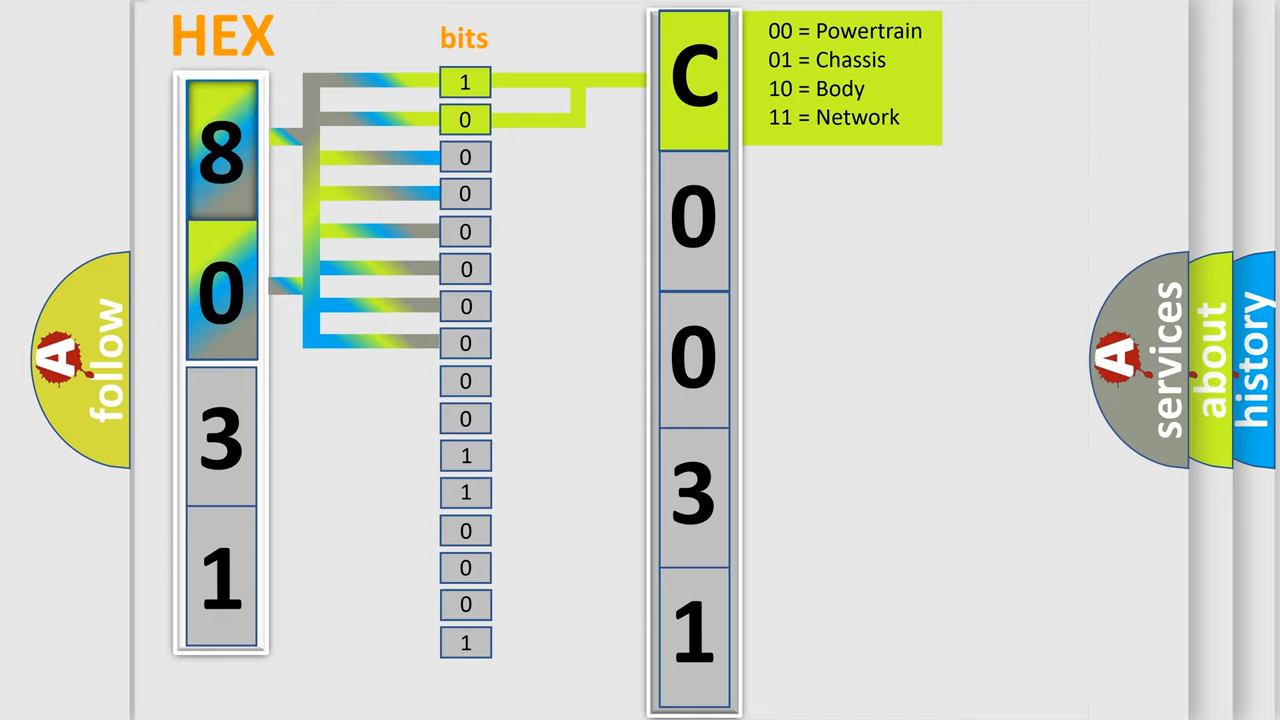 HEX
8
0
3
1
bits
1
0
0
0
0
0
0
0
0
0
1
1
0
0
0
1
C
0
0
3
1
00 = Powertrain
01 = Chassis
10 = Body
11 = Network
A
follow
A
services
about
history